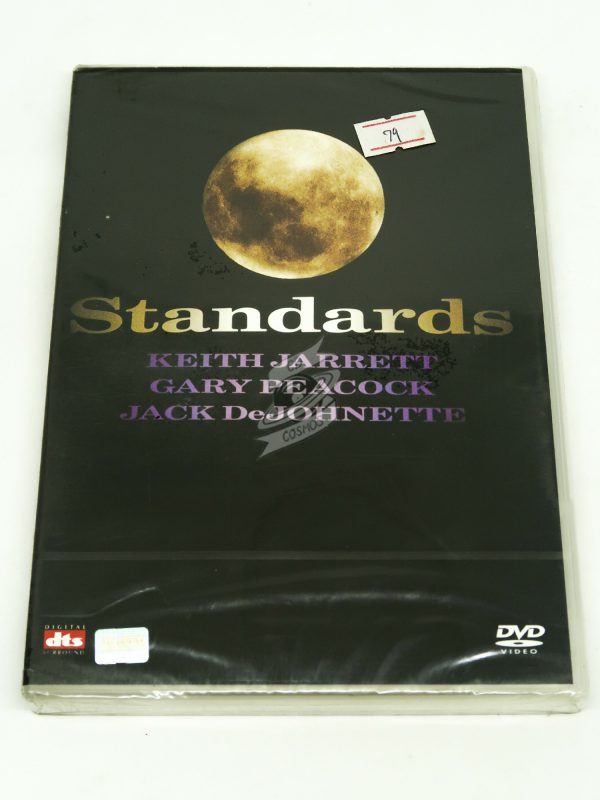 79
Standards
KEITH JARRETT
GARY PEACOCK
JACK DeJOHNETTE
COSMOS
DIGITAL
dts
SURROUND
DVD
VIDEO